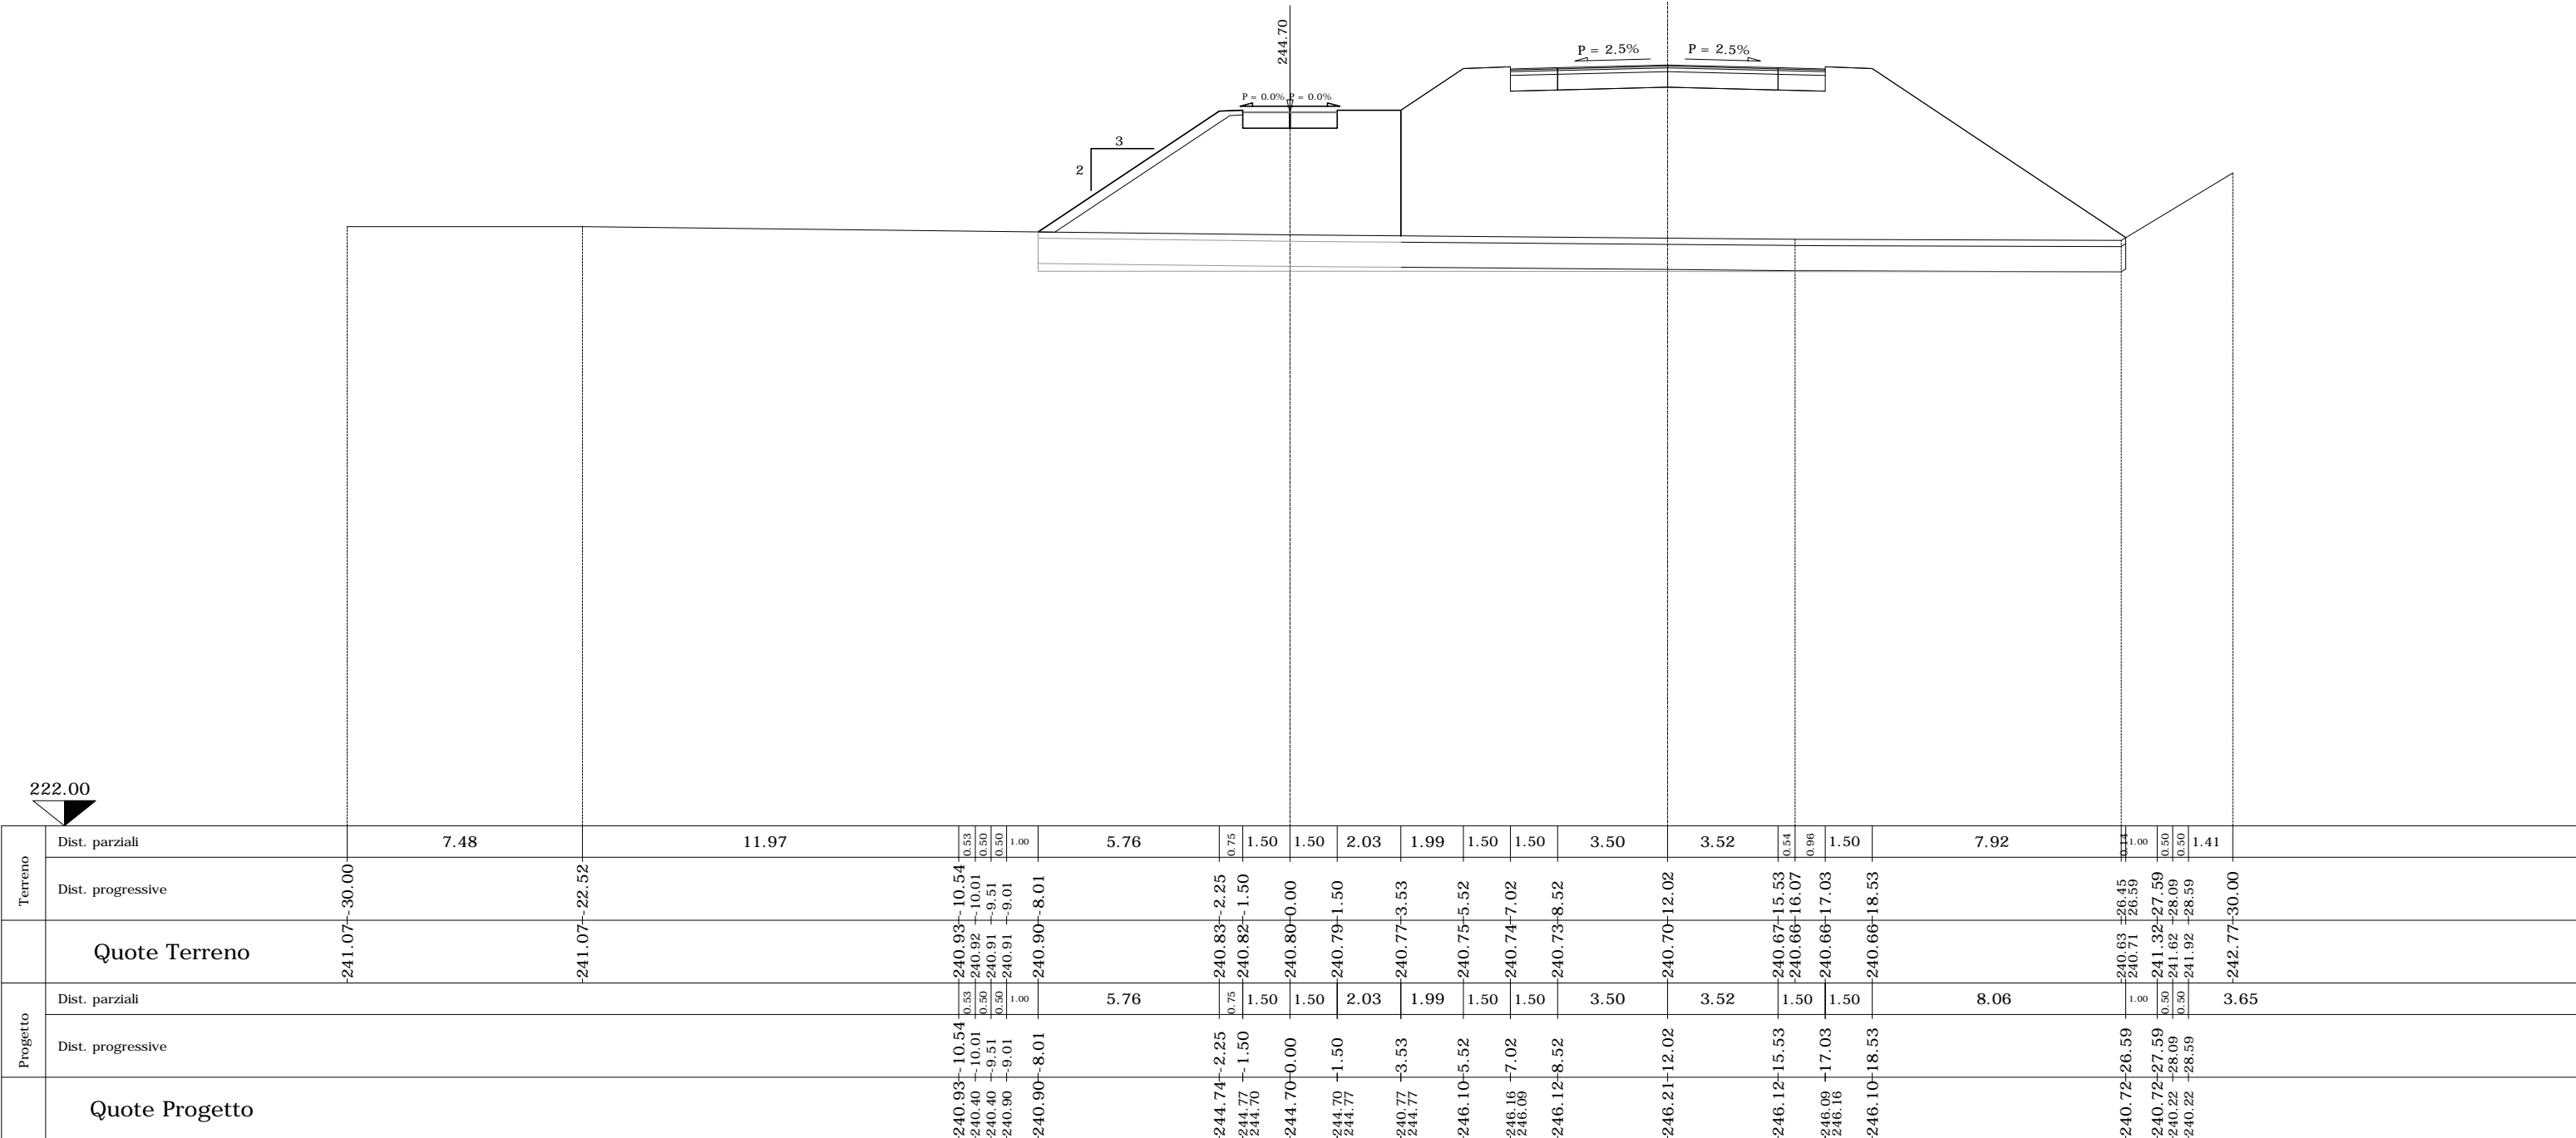 244.70
P = 2.5% P = 2.5%
P = 0.0% P = 0.0%
3
2
222.00
Terreno
Dist. parziali 7.48 11.97 0.53 0.50 0.50 1.00 5.76 0.75 1.50 1.50 2.03 1.99 1.50 1.50 3.50 3.52 0.54 0.96 1.50 7.92 0.14 1.00 0.50 0.50 1.41
Dist. progressive -30.00 -22.52 -10.54 -10.01 -9.51 -9.01 -8.01 -2.25 -1.50 0.00 1.50 3.53 5.52 7.02 8.52 12.02 15.53 16.07 17.03 18.53 26.45 26.59 27.59 28.09 28.59 30.00
Quote Terreno 241.07 241.07 240.93 240.92 240.91 240.91 240.90 240.83 240.82 240.80 240.79 240.77 240.75 240.74 240.73 240.70 240.67 240.66 240.66 240.66 240.63 240.71 241.32 241.62 241.92 242.77
Progetto
Dist. parziali 0.53 0.50 0.50 1.00 5.76 0.75 1.50 1.50 2.03 1.99 1.50 1.50 3.50 3.52 1.50 1.50 8.06 1.00 0.50 0.50 3.65
Dist. progressive -10.54 -10.01 -9.51 -9.01 -8.01 -2.25 -1.50 0.00 1.50 3.53 5.52 7.02 8.52 12.02 15.53 17.03 18.53 26.59 27.59 28.09 28.59
Quote Progetto 240.93 240.40 240.40 240.90 240.90 244.74 244.77 244.70 244.70 244.70 244.77 240.77 244.77 246.10 246.16 246.09 246.12 246.21 246.12 246.09 246.16 246.10 240.72 240.72 240.22 240.22